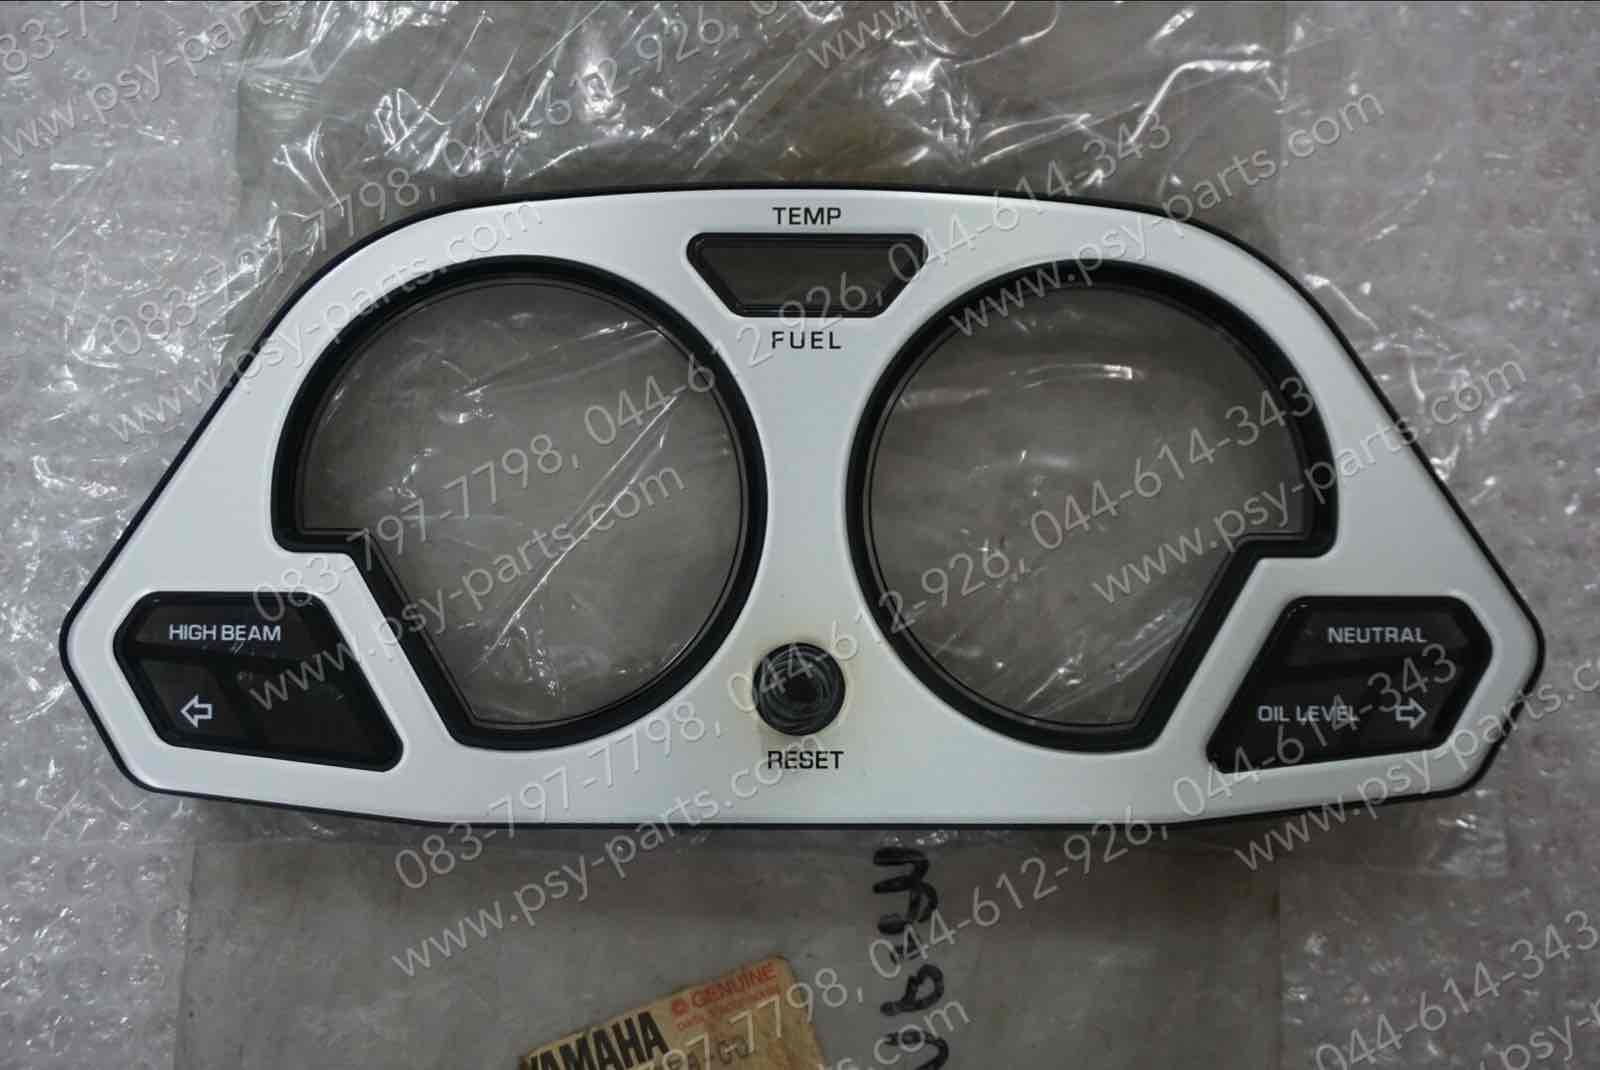 TEMP
FUEL
HIGH BEAM
NEUTRAL
OIL LEVEL
RESET
GENUINE
YAMAHA
083-797-7798, 044-612-926, 044-614-343
www.psy-parts.com